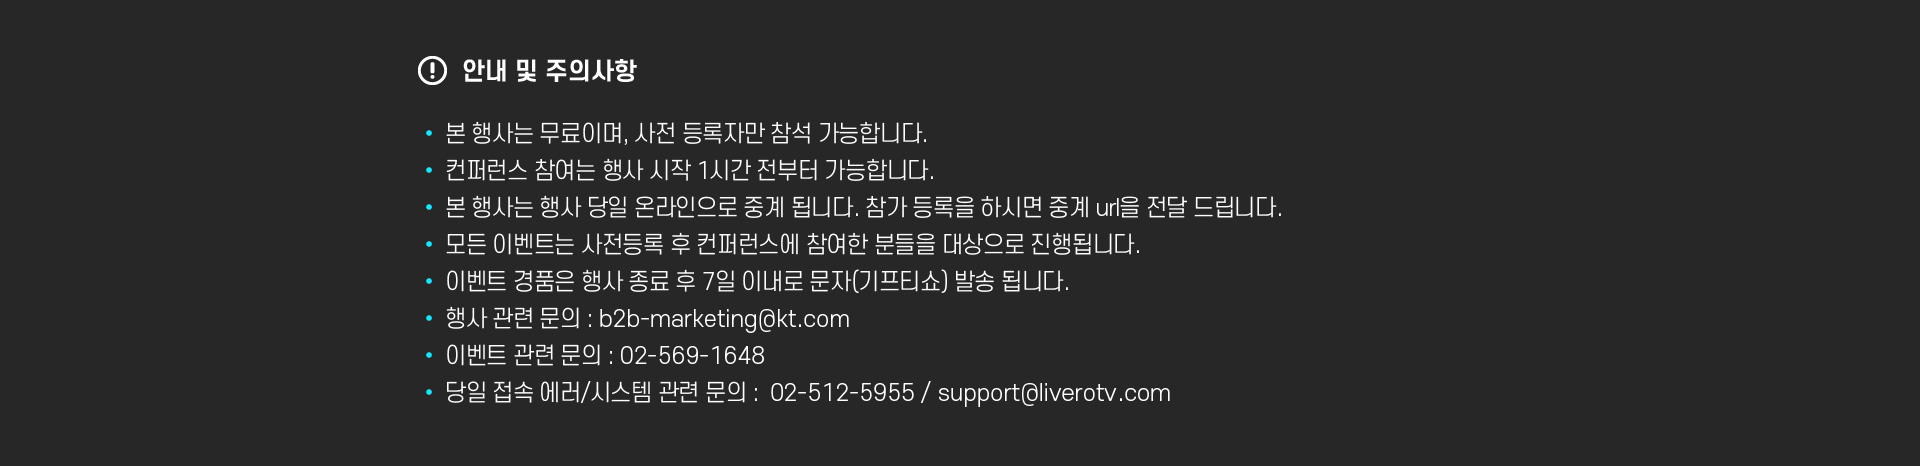 안내 및 주의사항
• 본 행사는 무료이며, 사전 등록자만 참석 가능합니다.
• 컨퍼런스 참여는 행사 시작 1시간 전부터 가능합니다.
• 본 행사는 행사 당일 온라인으로 중계 됩니다. 참가 등록을 하시면 중계 url을 전달 드립니다.
• 모든 이벤트는 사전등록 후 컨퍼런스에 참여한 분들을 대상으로 진행됩니다.
• 이벤트 경품은 행사 종료 후 7일 이내로 문자(기프티쇼) 발송 됩니다.
• 행사 관련 문의 : b2b-marketing@kt.com
• 이벤트 관련 문의 : 02-569-1648
• 당일 접속 에러/시스템 관련 문의 : 02-512-5955 / support@liverotv.com